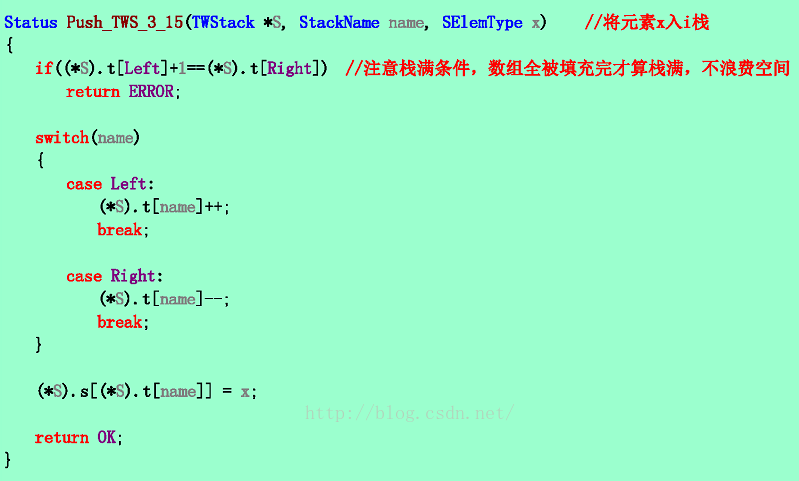 Status Push_TWS_3_15(TWStack *S, StackName name, SElemType x)    //将元素x入i栈
{
    if((*S).t[Left]+1==(*S).t[Right])  //注意栈满条件，数组全被填充完才算栈满，不浪费空间
        return ERROR;
    switch(name)
    {
        case Left:
            (*S).t[name]++;
            break;
        case Right:
            (*S).t[name]--;
            break;
    }
    (*S).s[(*S).t[name]] = x;
http://blog.csdn.net/
    return OK;
}